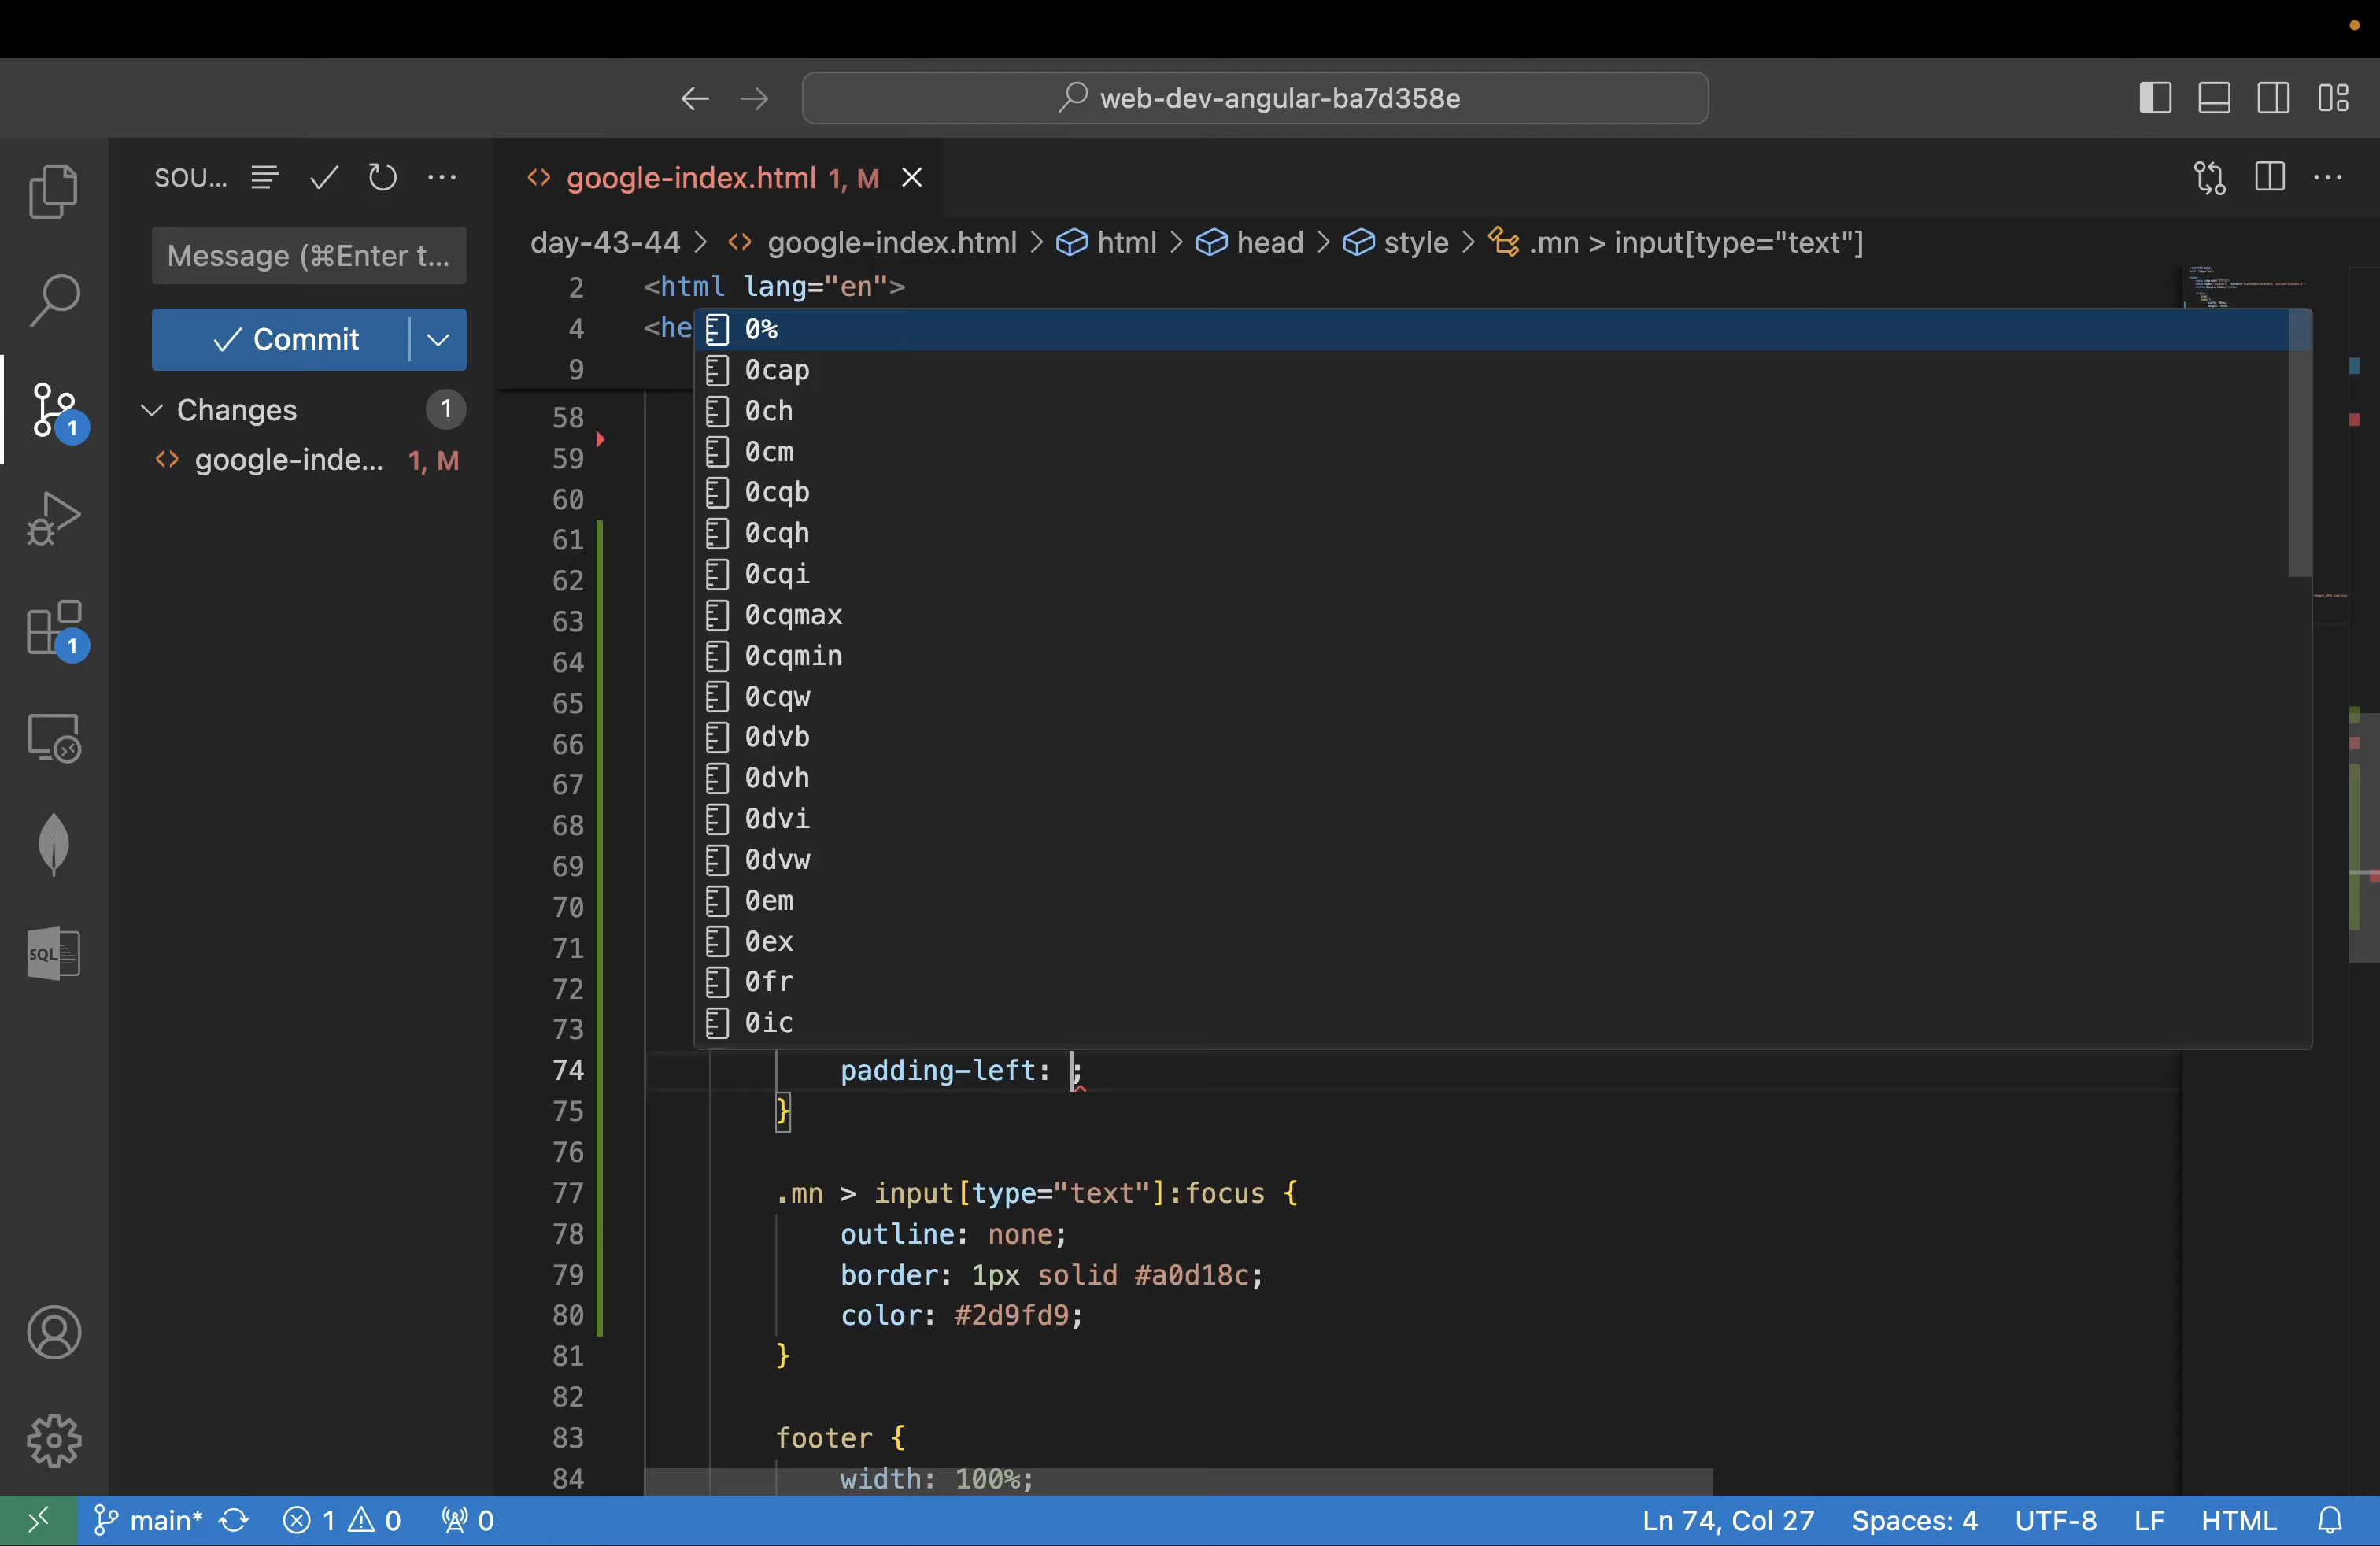 web-dev-angular-ba7d358e
SOU...
google-index.html 1, M
Message (⌘Enter t...
day-43-44 > google-index.html > html > head > style > .mn > input[type="text"]
Commit
Changes 1
google-inde... 1, M
1
1
SQL
2 <html lang="en">
4 <he
9
58
59
60
61
62
63
64
65
66
67
68
69
70
71
72
73
0%
0cap
0ch
0cm
0cqb
0cqh
0cqi
0cqmax
0cqmin
0cqw
0dvb
0dvh
0dvi
0dvw
0em
0ex
0fr
0ic
74 padding-left: ;
75 }
76
77 .mn > input[type="text"]:focus {
78 outline: none;
79 border: 1px solid #a0d18c;
80 color: #2d9fd9;
81 }
82
83 footer {
84 width: 100%;
main* 1 0 0 Ln 74, Col 27 Spaces: 4 UTF-8 LF HTML